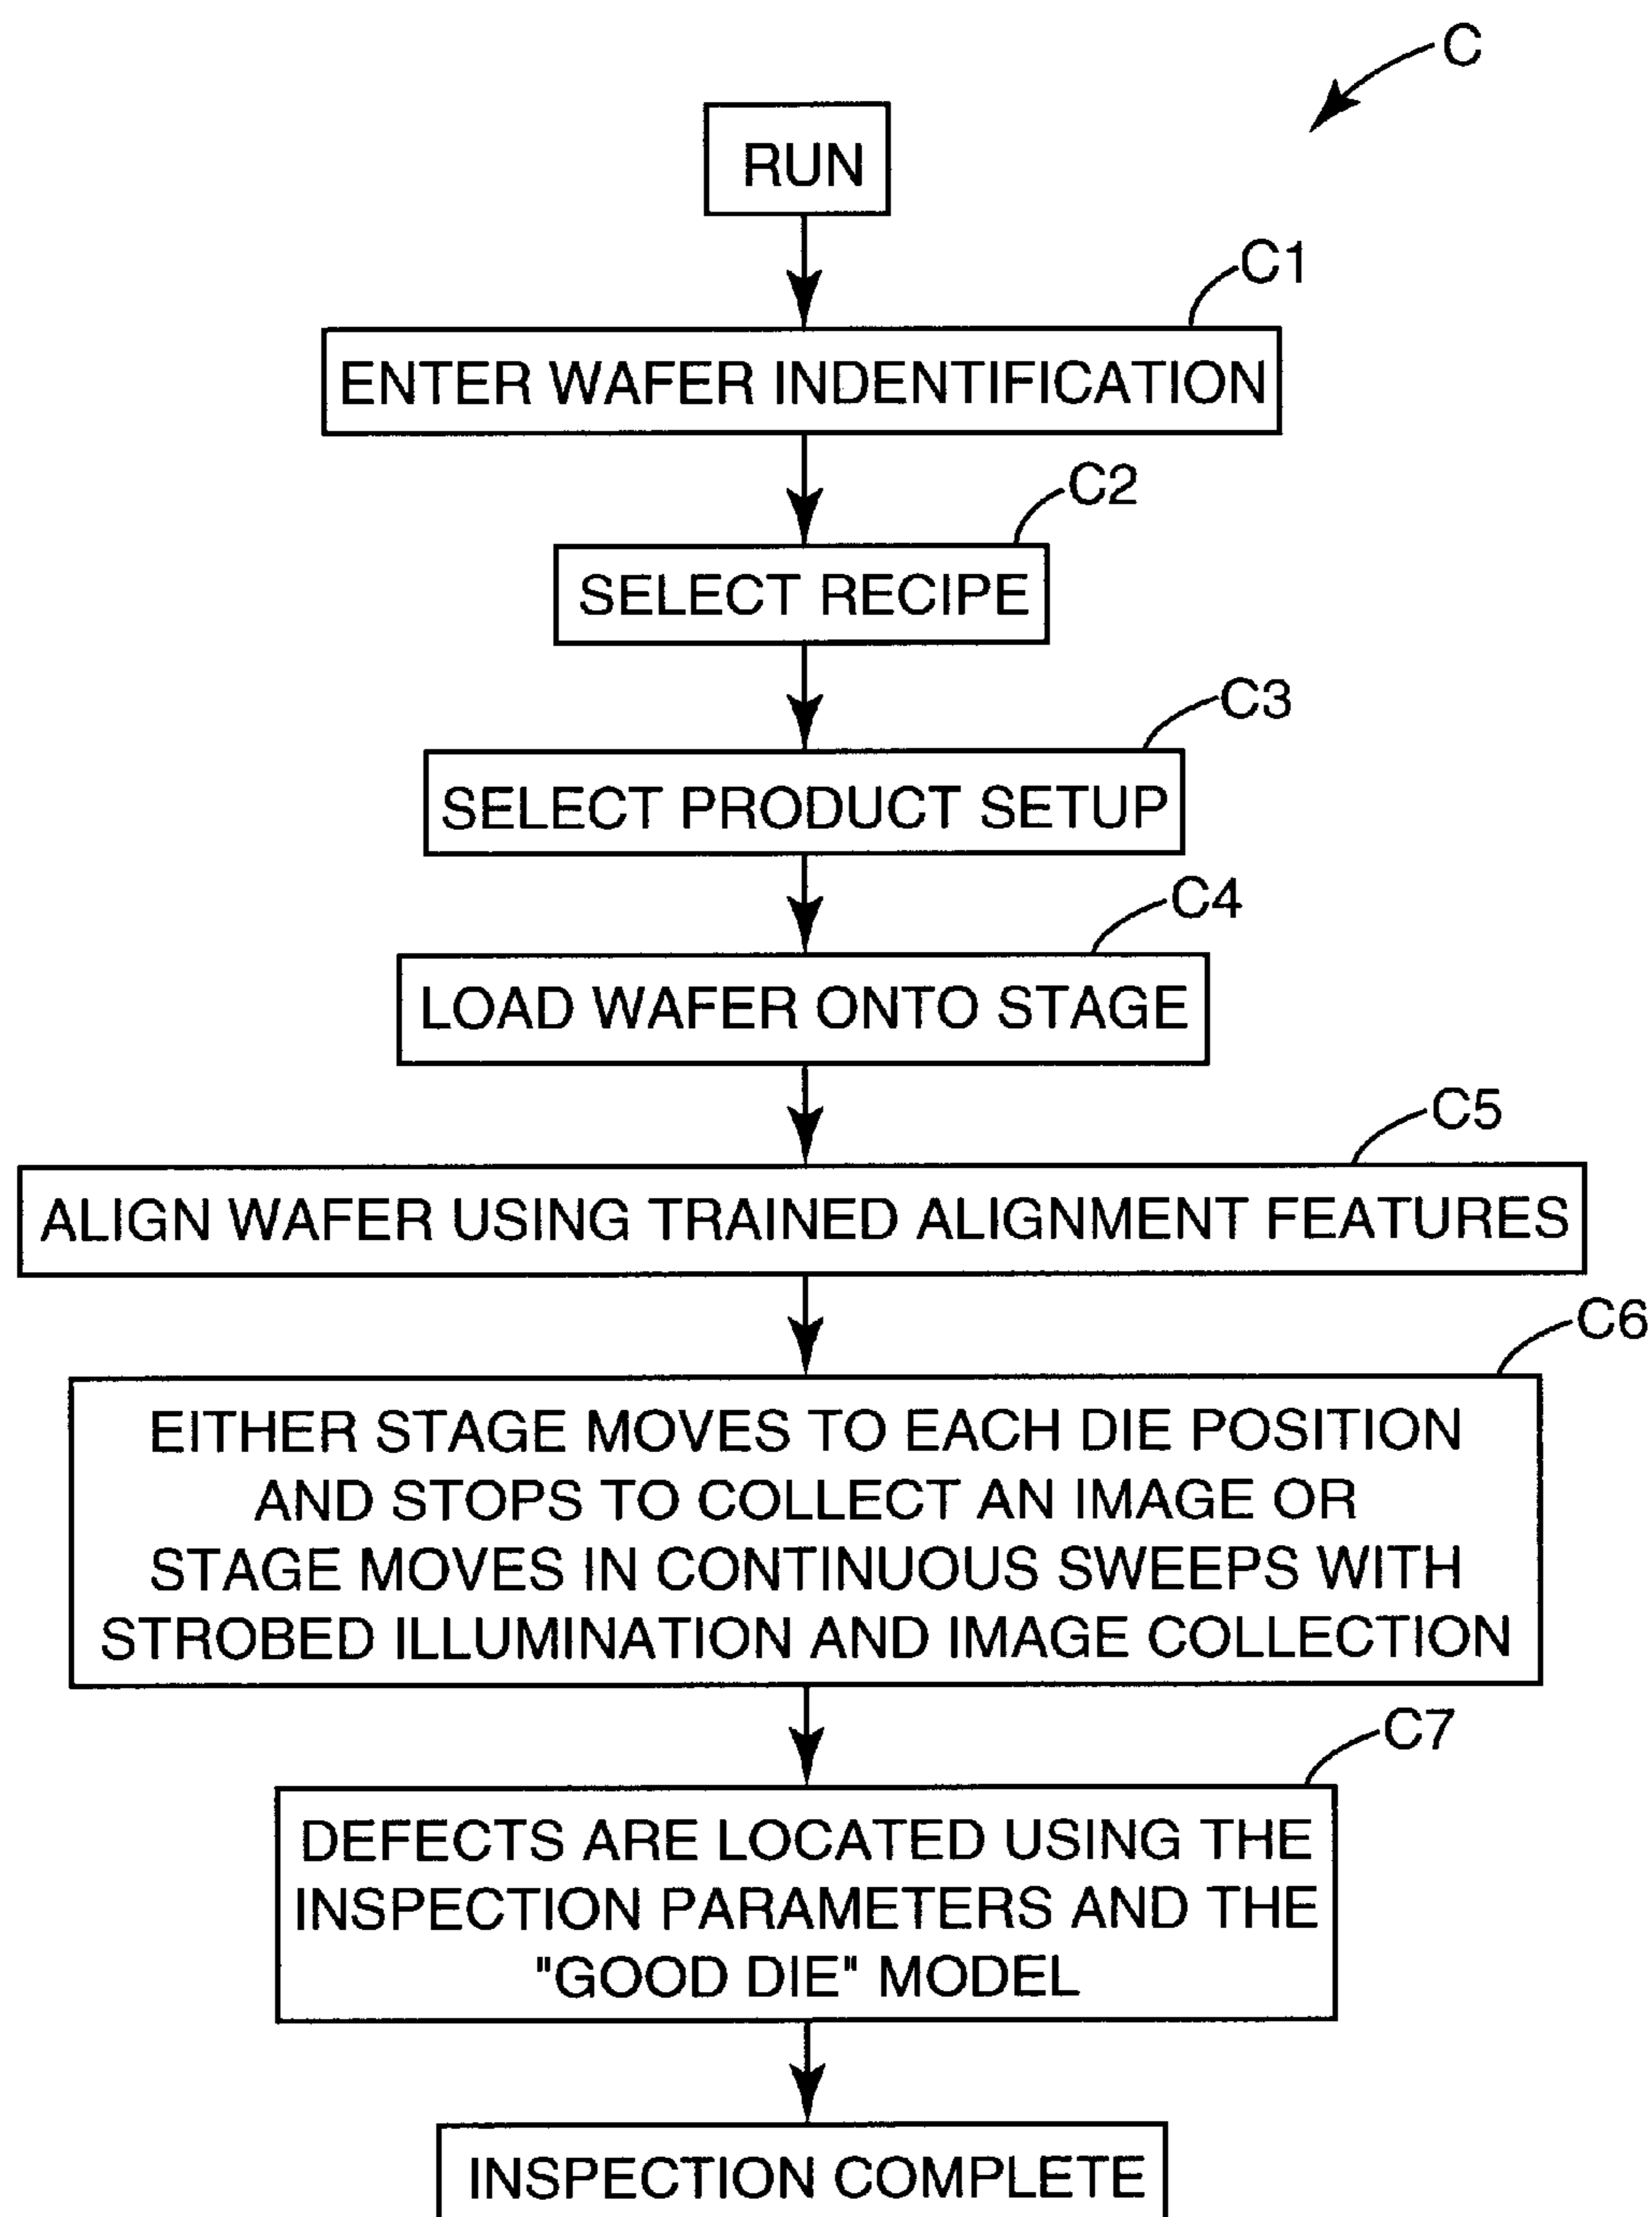 C
RUN
C1
ENTER WAFER INDENTIFICATION
C2
SELECT RECIPE
C3
SELECT PRODUCT SETUP
C4
LOAD WAFER ONTO STAGE
C5
ALIGN WAFER USING TRAINED ALIGNMENT FEATURES
C6
EITHER STAGE MOVES TO EACH DIE POSITION
AND STOPS TO COLLECT AN IMAGE OR
STAGE MOVES IN CONTINUOUS SWEEPS WITH
STROBED ILLUMINATION AND IMAGE COLLECTION
C7
DEFECTS ARE LOCATED USING THE
INSPECTION PARAMETERS AND THE
"GOOD DIE" MODEL
INSPECTION COMPLETE